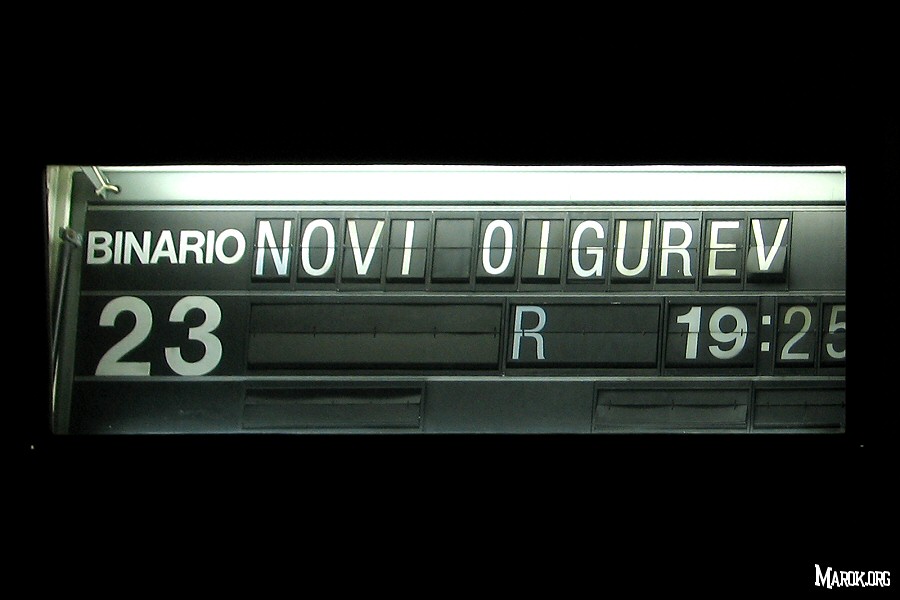 BINARIO NOVI OIGUREV
23 R 19:25
MAROK.ORG